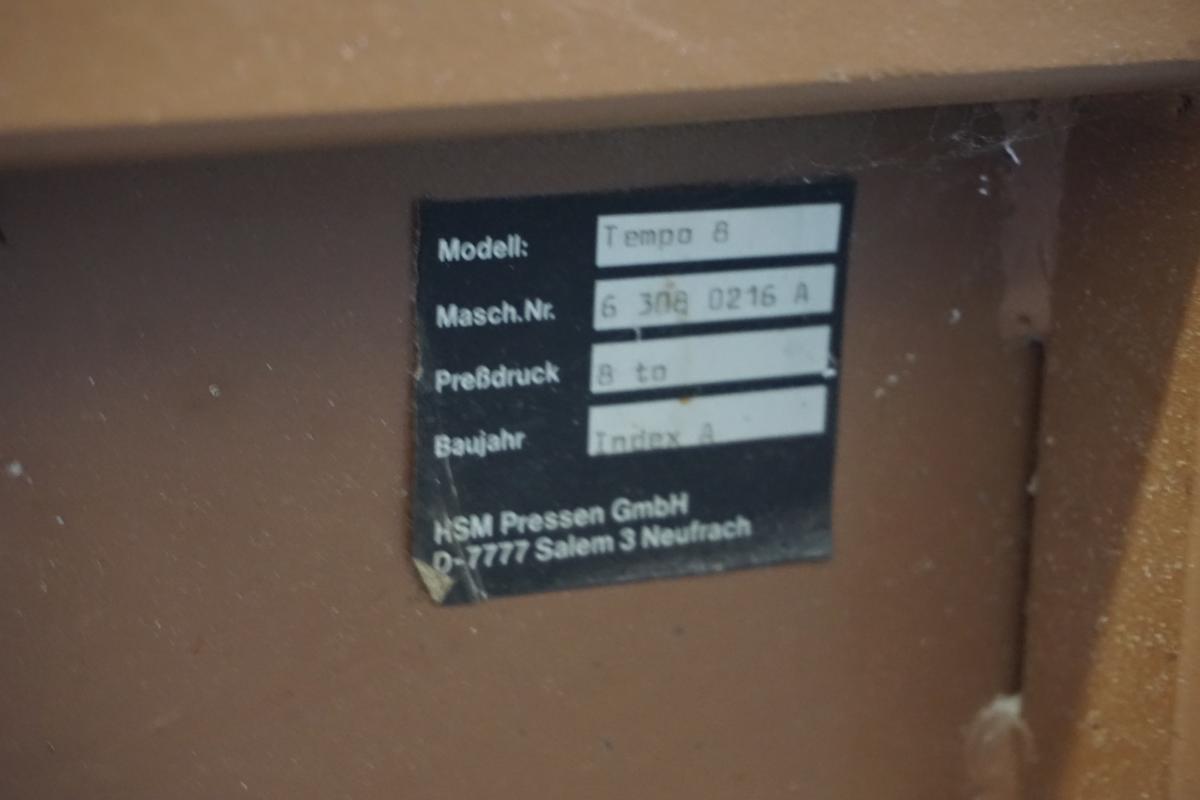 Modell: Tempo 8
Masch.Nr. 6 308 0216 A
Preßdruck 8 to
Baujahr Index A
HSM Pressen GmbH
D-7777 Salem 3 Neufrach